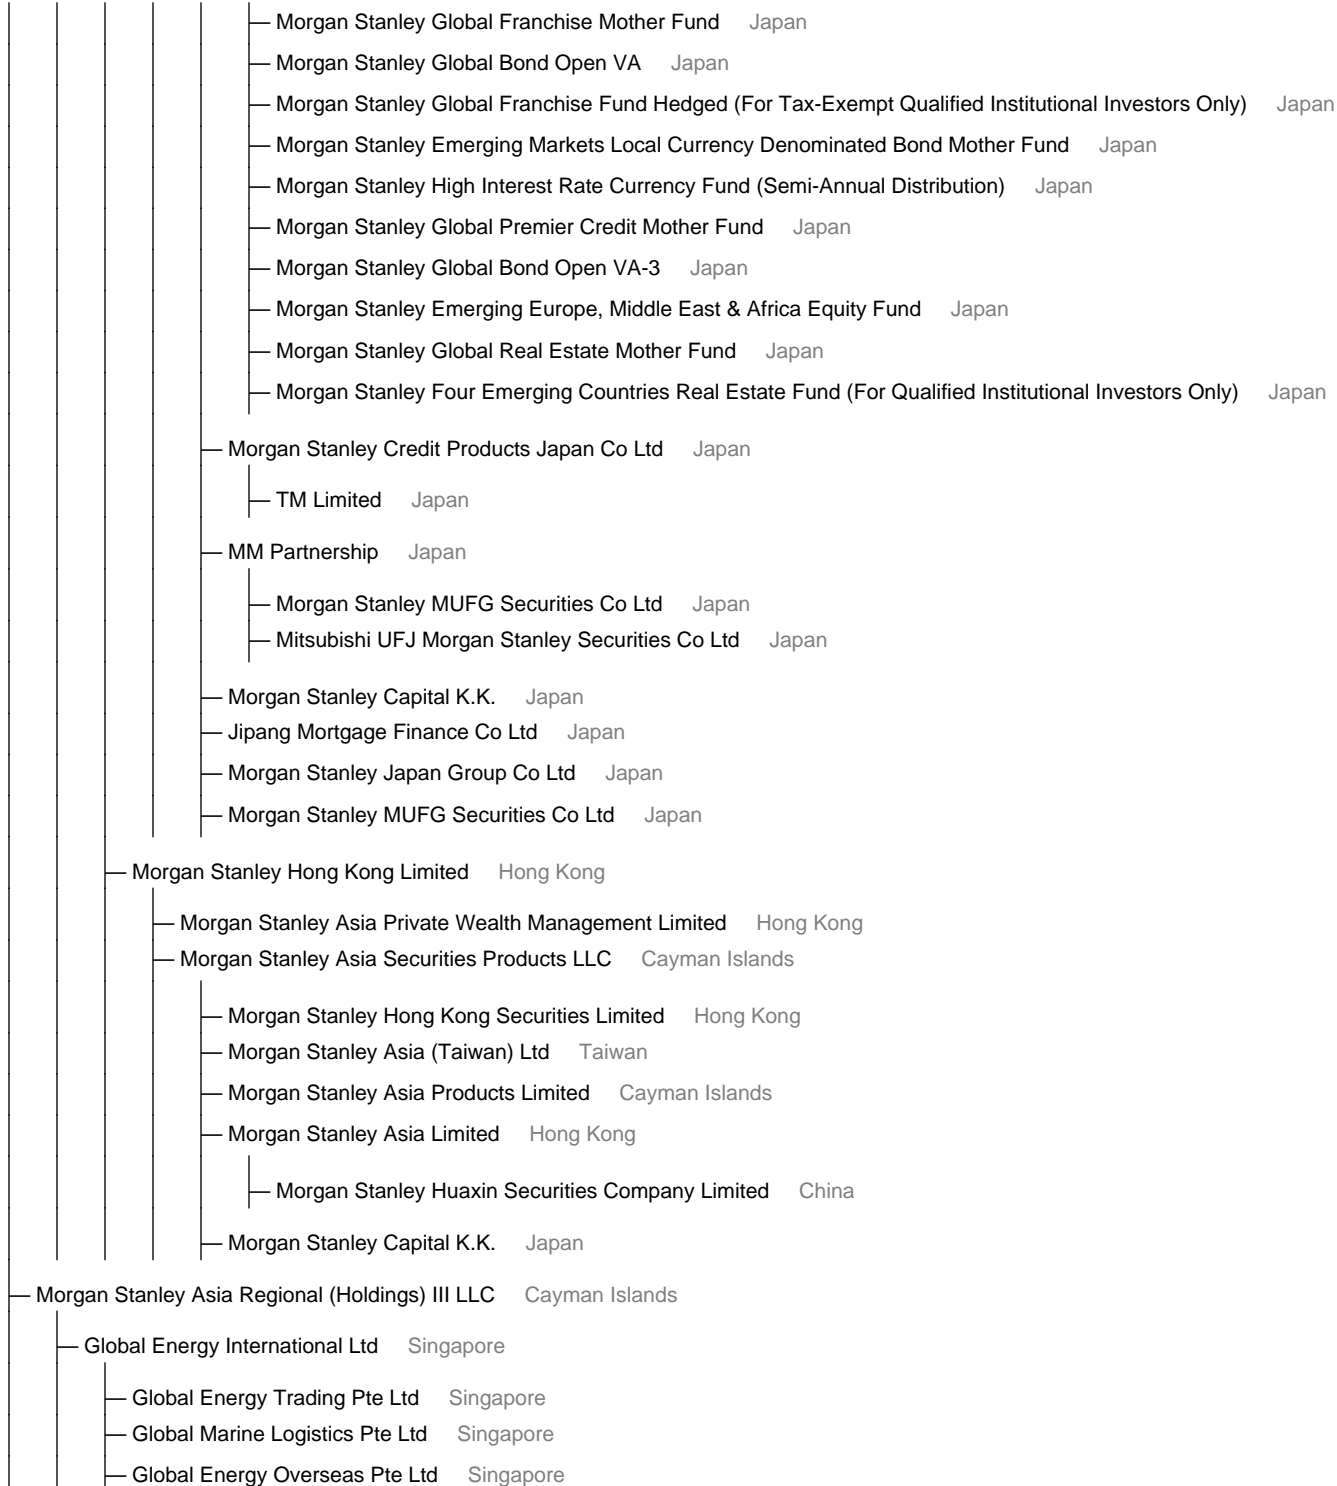 Morgan Stanley Global Franchise Mother Fund Japan
Morgan Stanley Global Bond Open VA Japan
Morgan Stanley Global Franchise Fund Hedged (For Tax-Exempt Qualified Institutional Investors Only) Japan
Morgan Stanley Emerging Markets Local Currency Denominated Bond Mother Fund Japan
Morgan Stanley High Interest Rate Currency Fund (Semi-Annual Distribution) Japan
Morgan Stanley Global Premier Credit Mother Fund Japan
Morgan Stanley Global Bond Open VA-3 Japan
Morgan Stanley Emerging Europe, Middle East & Africa Equity Fund Japan
Morgan Stanley Global Real Estate Mother Fund Japan
Morgan Stanley Four Emerging Countries Real Estate Fund (For Qualified Institutional Investors Only) Japan
Morgan Stanley Credit Products Japan Co Ltd Japan
TM Limited Japan
MM Partnership Japan
Morgan Stanley MUFG Securities Co Ltd Japan
Mitsubishi UFJ Morgan Stanley Securities Co Ltd Japan
Morgan Stanley Capital K.K. Japan
Jipang Mortgage Finance Co Ltd Japan
Morgan Stanley Japan Group Co Ltd Japan
Morgan Stanley MUFG Securities Co Ltd Japan
Morgan Stanley Hong Kong Limited Hong Kong
Morgan Stanley Asia Private Wealth Management Limited Hong Kong
Morgan Stanley Asia Securities Products LLC Cayman Islands
Morgan Stanley Hong Kong Securities Limited Hong Kong
Morgan Stanley Asia (Taiwan) Ltd Taiwan
Morgan Stanley Asia Products Limited Cayman Islands
Morgan Stanley Asia Limited Hong Kong
Morgan Stanley Huaxin Securities Company Limited China
Morgan Stanley Capital K.K. Japan
Morgan Stanley Asia Regional (Holdings) III LLC Cayman Islands
Global Energy International Ltd Singapore
Global Energy Trading Pte Ltd Singapore
Global Marine Logistics Pte Ltd Singapore
Global Energy Overseas Pte Ltd Singapore